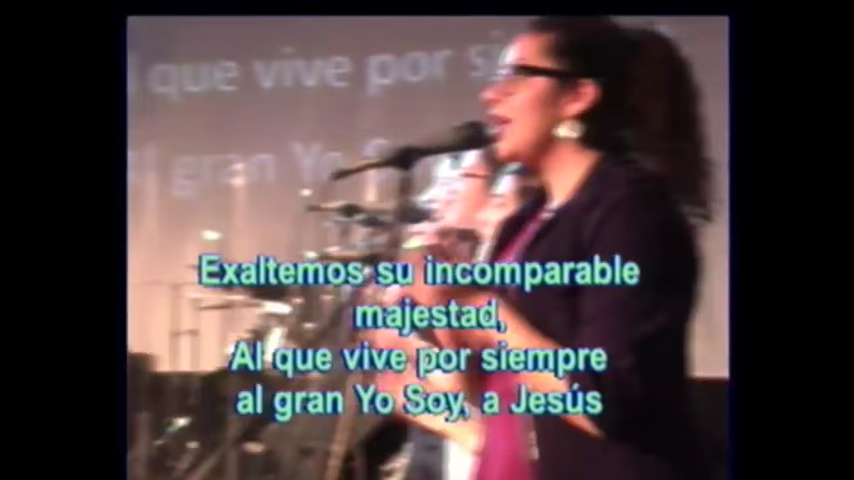 que vive por
al gran Yo
Exaltemos su incomparable
majestad,
Al que vive por siempre
al gran Yo Soy, a Jesús